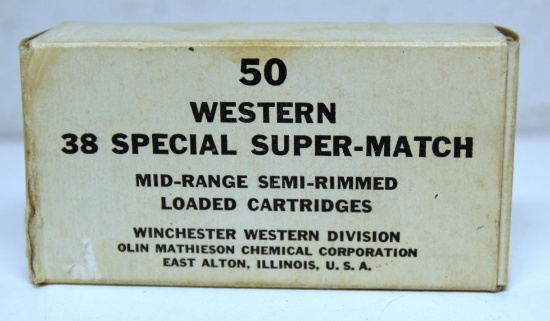 50
WESTERN
38 SPECIAL SUPER-MATCH
MID-RANGE SEMI-RIMMED
LOADED CARTRIDGES
WINCHESTER WESTERN DIVISION
OLIN MATHIESON CHEMICAL CORPORATION
EAST ALTON, ILLINOIS, U. S. A.